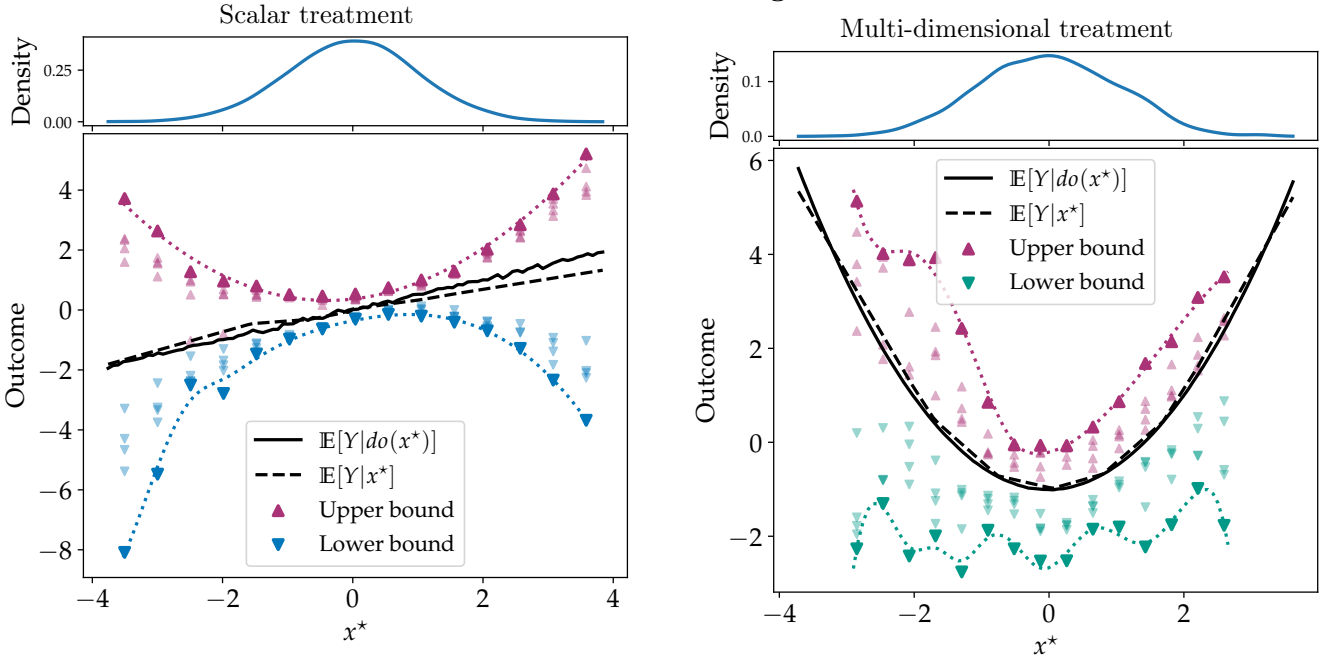 Scalar treatment
Density
0.25
0.00
Outcome
4
2
0
−2
−4
−6
−8
𝔼[Y|do(x⋆)]
𝔼[Y|x⋆]
Upper bound
Lower bound
−4 −2 0 2 4
x⋆
Multi-dimensional treatment
Density
0.1
0.0
Outcome
6
4
2
0
−2
𝔼[Y|do(x⋆)]
𝔼[Y|x⋆]
Upper bound
Lower bound
−4 −2 0 2
x⋆